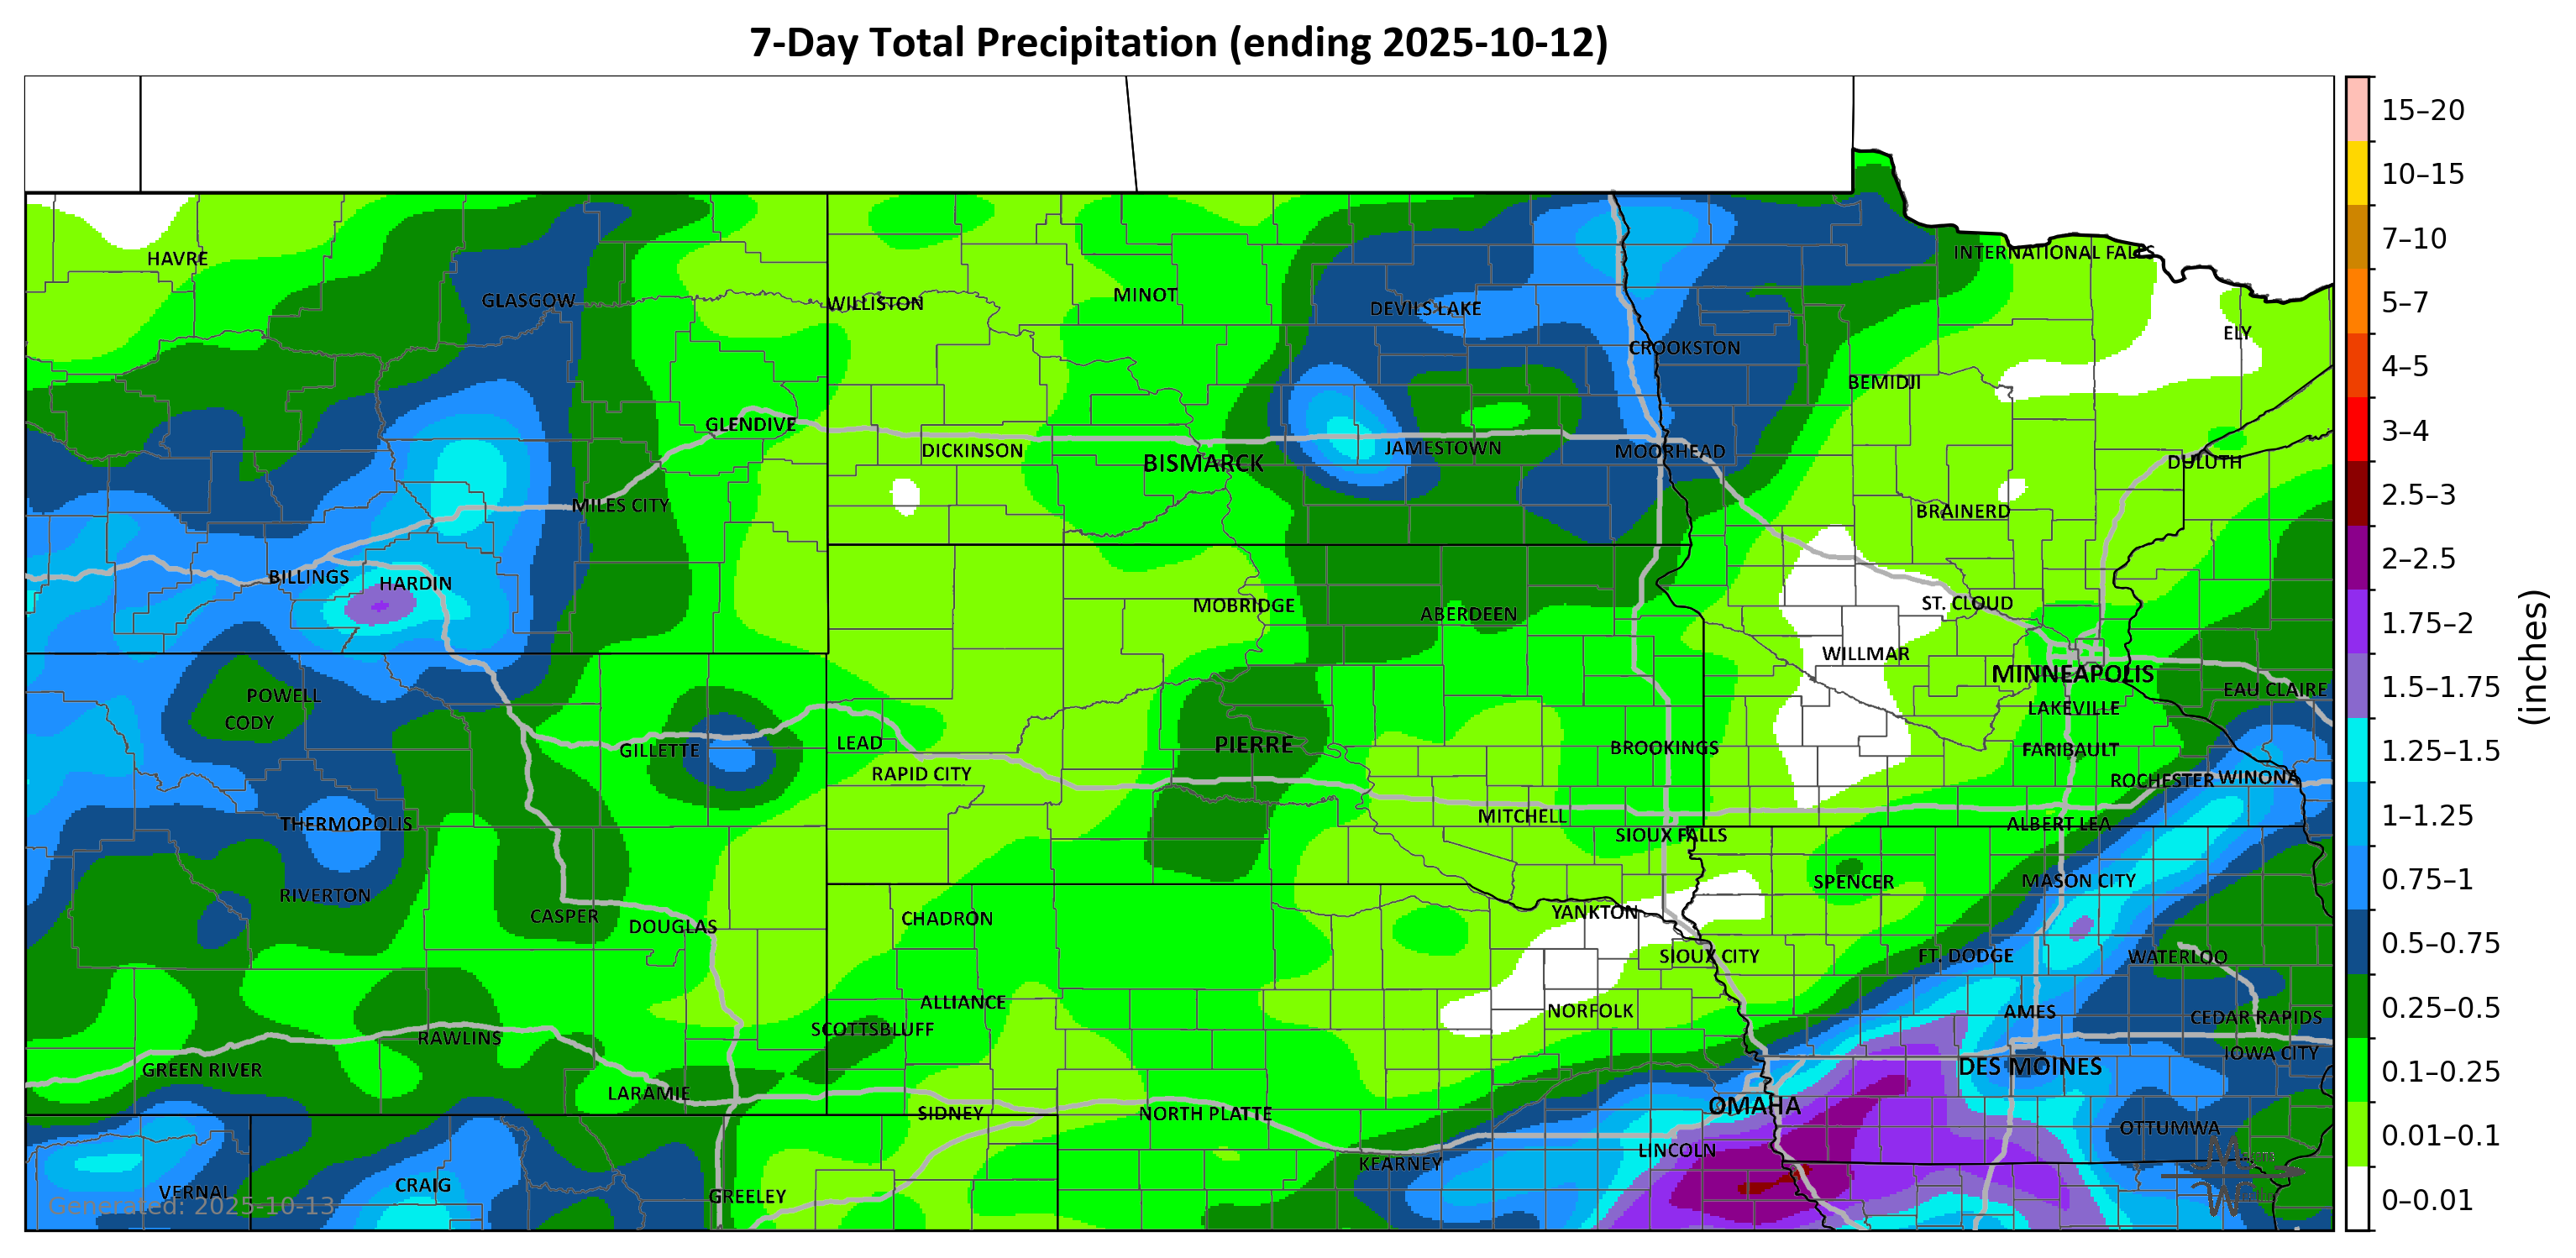 7-Day Total Precipitation (ending 2025-10-12)
15–20
10–15
7–10
5–7
4–5
3–4
2.5–3
2–2.5
1.75–2
1.5–1.75
1.25–1.5
1–1.25
0.75–1
0.5–0.75
0.25–0.5
0.1–0.25
0.01–0.1
0–0.01
(inches)
HAVRE
INTERNATIONAL FALLS
GLASGOW
WILLISTON
MINOT
DEVILS LAKE
ELY
CROOKSTON
BEMIDJI
GLENDIVE
DICKINSON
BISMARCK
JAMESTOWN
MOORHEAD
DULUTH
MILES CITY
BRAINERD
BILLINGS
HARDIN
MOBRIDGE
ABERDEEN
ST. CLOUD
WILLMAR
MINNEAPOLIS
POWELL
EAU CLAIRE
CODY
LAKEVILLE
GILLETTE
LEAD
PIERRE
BROOKINGS
FARIBAULT
RAPID CITY
ROCHESTER
WINONA
THERMOPOLIS
MITCHELL
SIOUX FALLS
ALBERT LEA
RIVERTON
SPENCER
MASON CITY
CASPER
DOUGLAS
CHADRON
YANKTON
SIOUX CITY
FT. DODGE
WATERLOO
ALLIANCE
NORFOLK
AMES
CEDAR RAPIDS
RAWLINS
SCOTTSBLUFF
IOWA CITY
GREEN RIVER
LARAMIE
DES MOINES
SIDNEY
NORTH PLATTE
OMAHA
OTTUMWA
LINCOLN
KEARNEY
VERNAL
CRAIG
GREELEY
Generated: 2025-10-13